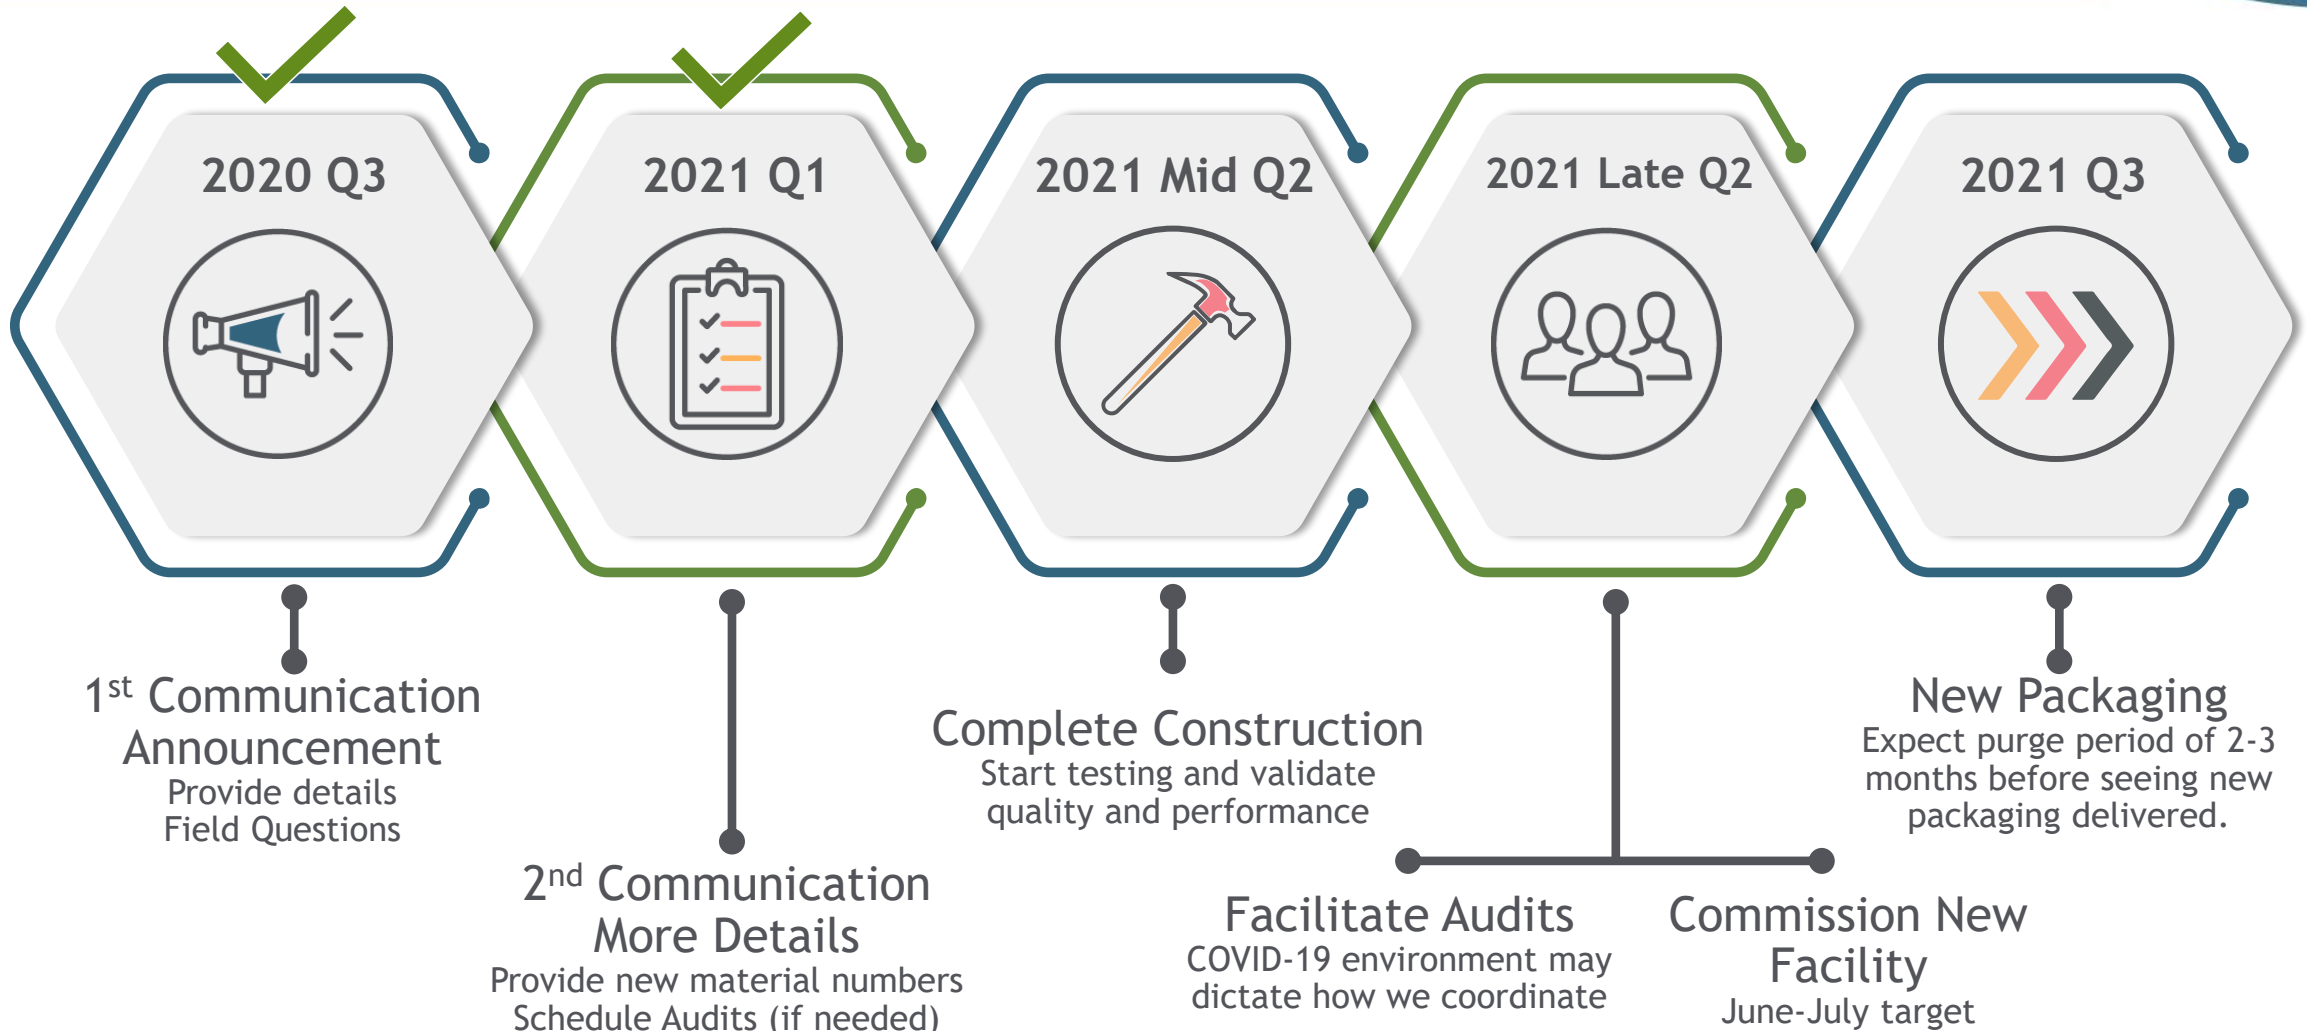 2020 Q3
2021 Q1
2021 Mid Q2
2021 Late Q2
2021 Q3
1st Communication
Announcement
Provide details
Field Questions
2nd Communication
More Details
Provide new material numbers
Schedule Audits (if needed)
Complete Construction
Start testing and validate
quality and performance
Facilitate Audits
COVID-19 environment may
dictate how we coordinate
Commission New
Facility
June-July target
New Packaging
Expect purge period of 2-3
months before seeing new
packaging delivered.